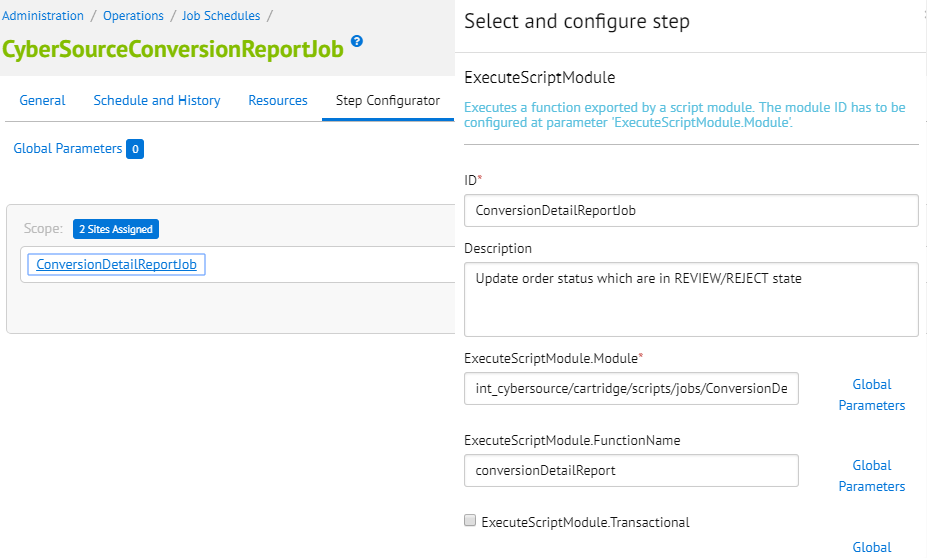 Administration / Operations / Job Schedules /
CyberSourceConversionReportJob ?
General Schedule and History Resources Step Configurator
Global Parameters 0
Scope: 2 Sites Assigned
ConversionDetailReportJob
Select and configure step
ExecuteScriptModule
Executes a function exported by a script module. The module ID has to be
configured at parameter 'ExecuteScriptModule.Module'.
ID*
ConversionDetailReportJob
Description
Update order status which are in REVIEW/REJECT state
ExecuteScriptModule.Module*
int_cybersource/cartridge/scripts/jobs/ConversionDe
Global
Parameters
ExecuteScriptModule.FunctionName
conversionDetailReport
Global
Parameters
ExecuteScriptModule.Transactional
Global